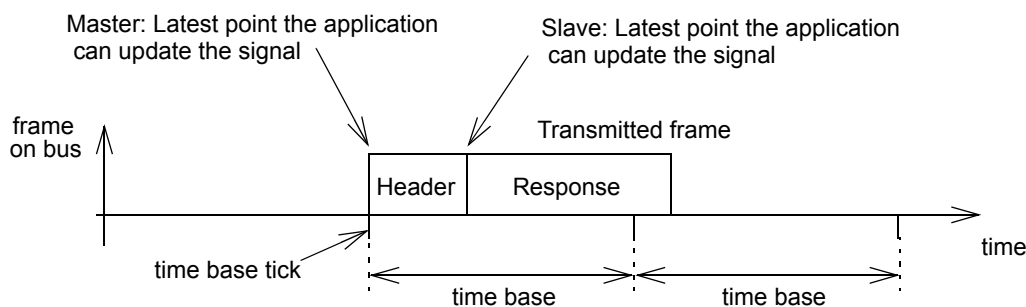 Master: Latest point the application
can update the signal
Slave: Latest point the application
can update the signal
frame
on bus
Transmitted frame
Header
Response
time
time base tick
time base
time base